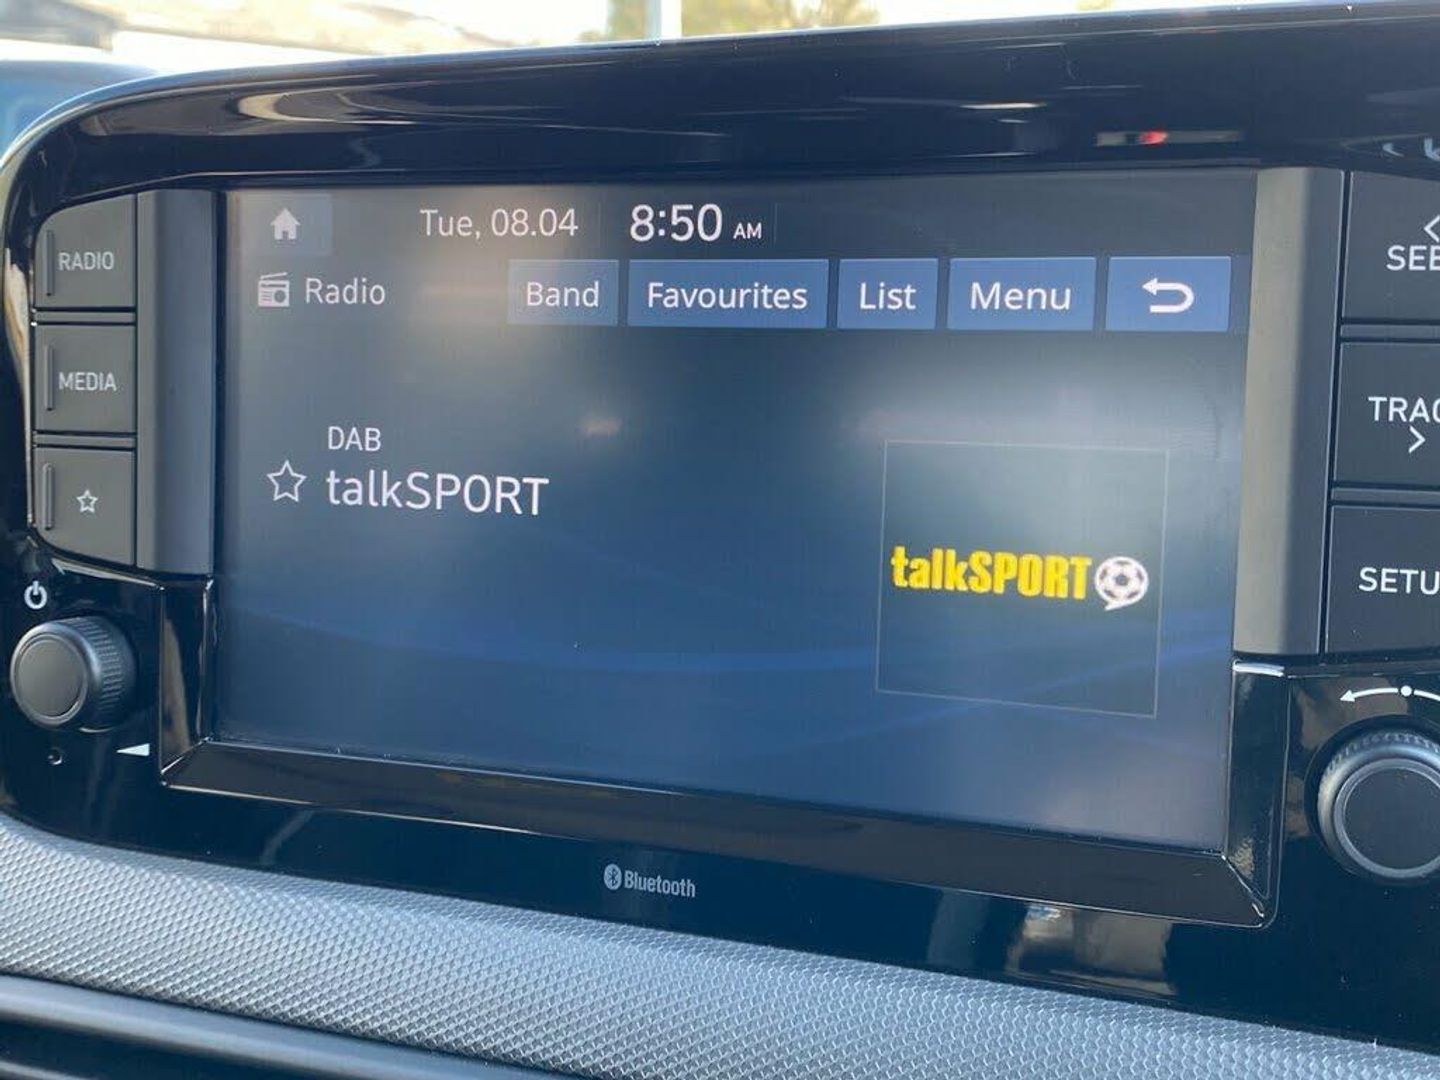 Tue, 08.04 8:50 AM
RADIO
Radio Band Favourites List Menu
MEDIA
DAB
talkSPORT
talkSPORT
Bluetooth